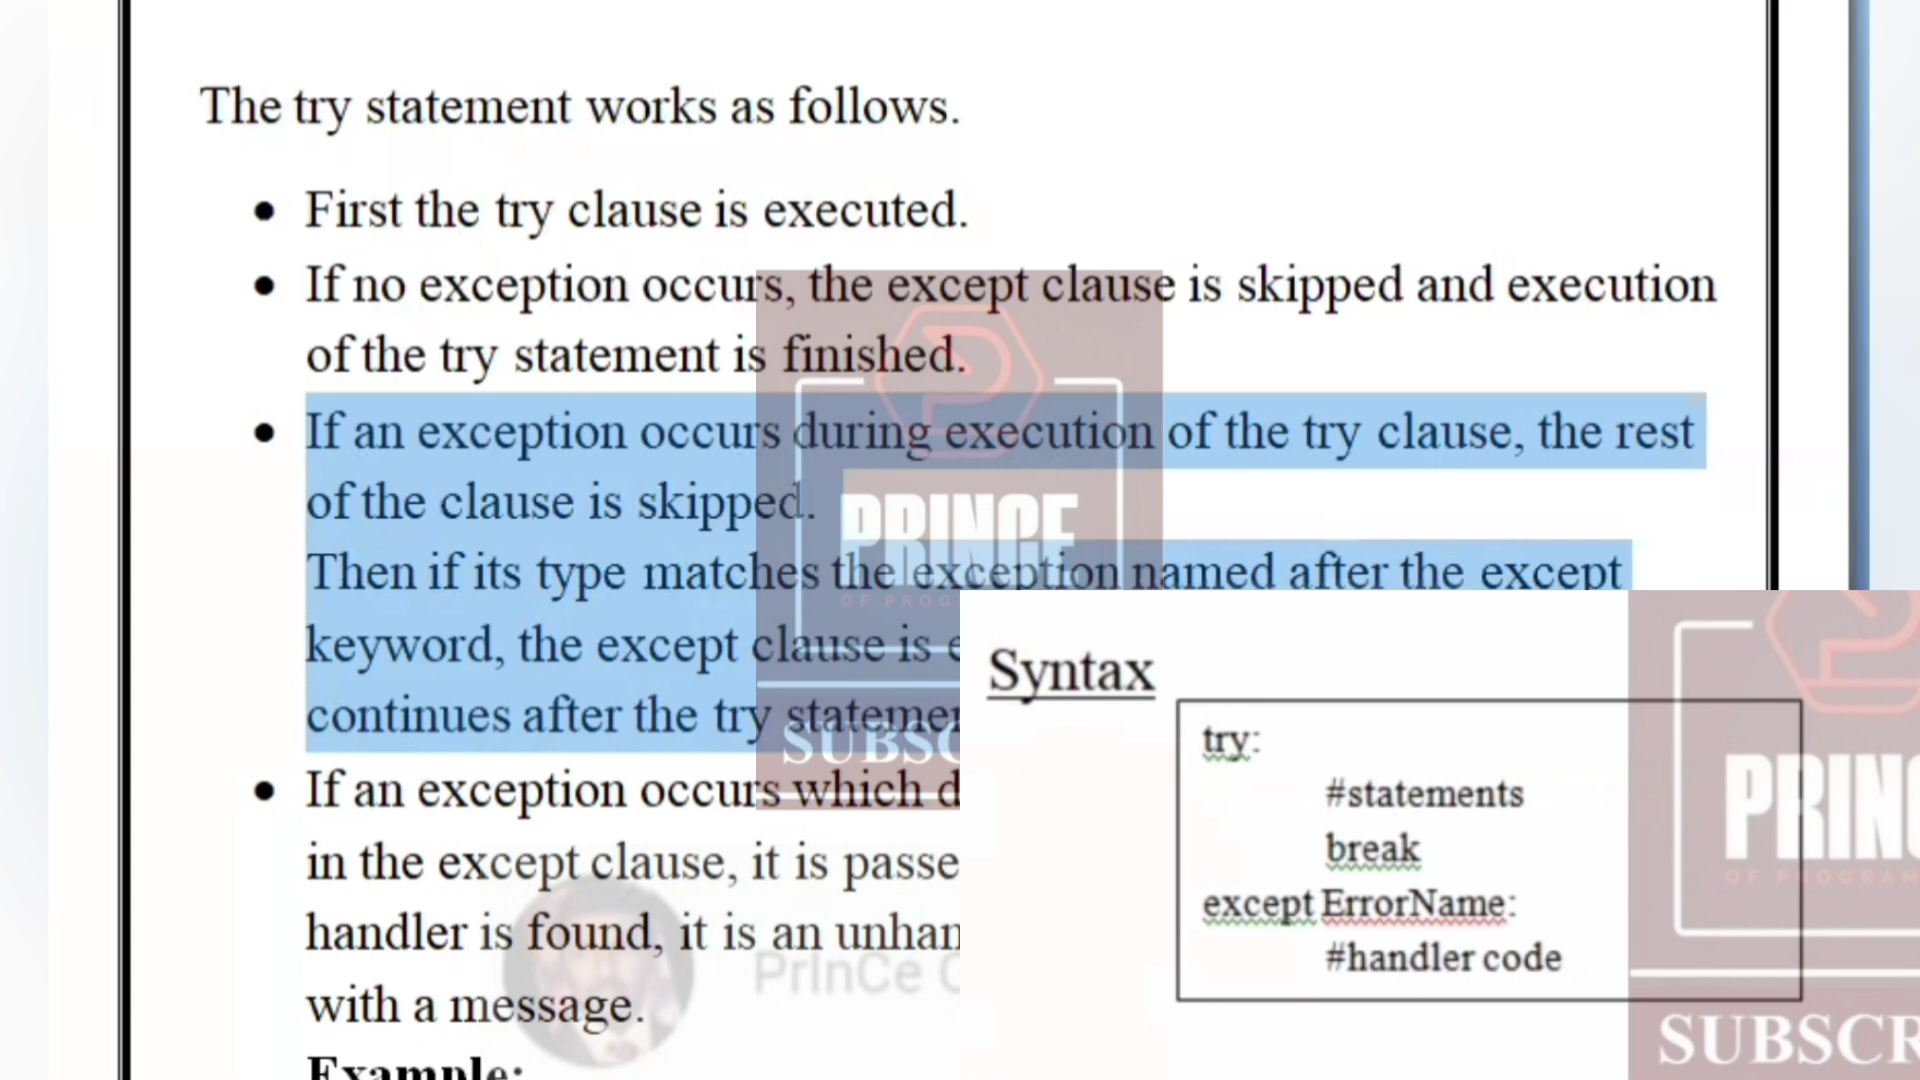 The try statement works as follows.
• First the try clause is executed.
• If no exception occurs, the except clause is skipped and execution
of the try statement is finished.
• If an exception occurs during execution of the try clause, the rest
of the clause is skipped.
Then if its type matches the exception named after the except
keyword, the except clause is
continues after the try
• If an exception occurs which
in the except clause, it is
handler is found, it is an
with a message.
Example:
PRINCE
OF PROG
SUBSC
PrInCe
Syntax
try:
#statements
break
except ErrorName:
#handler code
PRIN
OF PROGRAM
SUBSCR